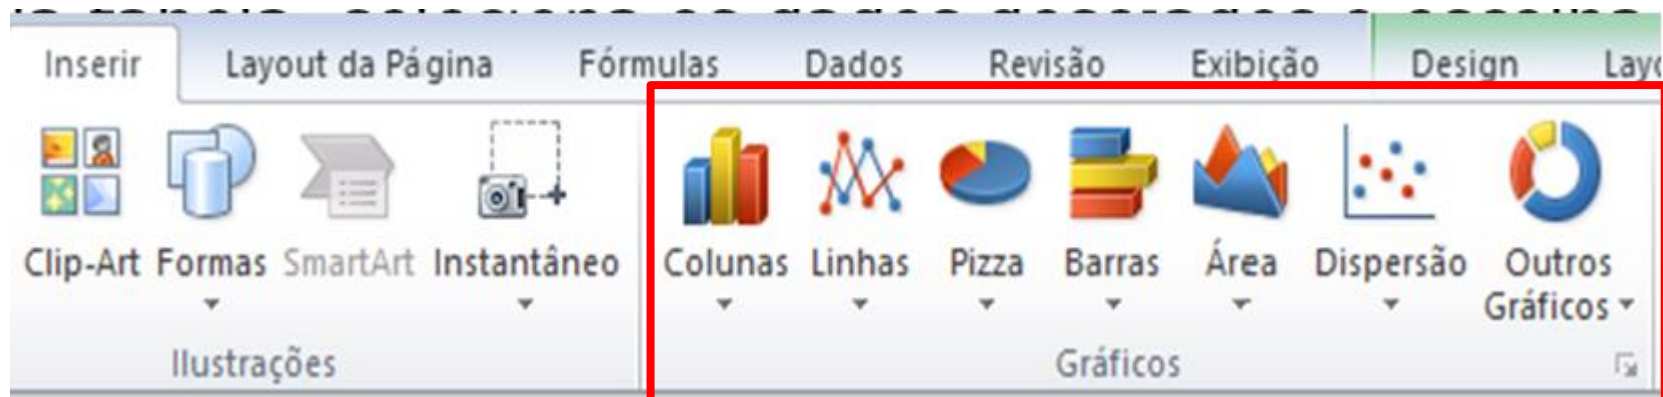 Inserir Layout da Página Fórmulas Dados Revisão Exibição Design
Clip-Art Formas SmartArt Instantâneo Colunas Linhas Pizza Barras Área Dispersão Outros Gráficos
Ilustrações Gráficos